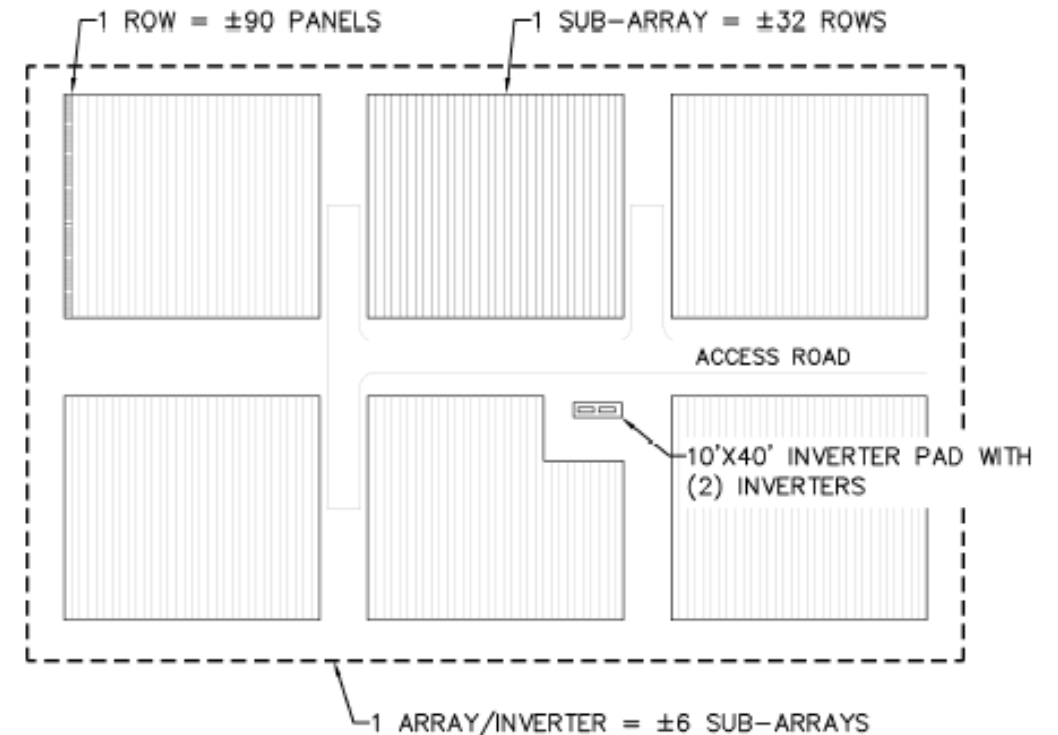 1 ROW = ±90 PANELS
1 SUB-ARRAY = ±32 ROWS
ACCESS ROAD
10'X40' INVERTER PAD WITH
(2) INVERTERS
1 ARRAY/INVERTER = ±6 SUB-ARRAYS